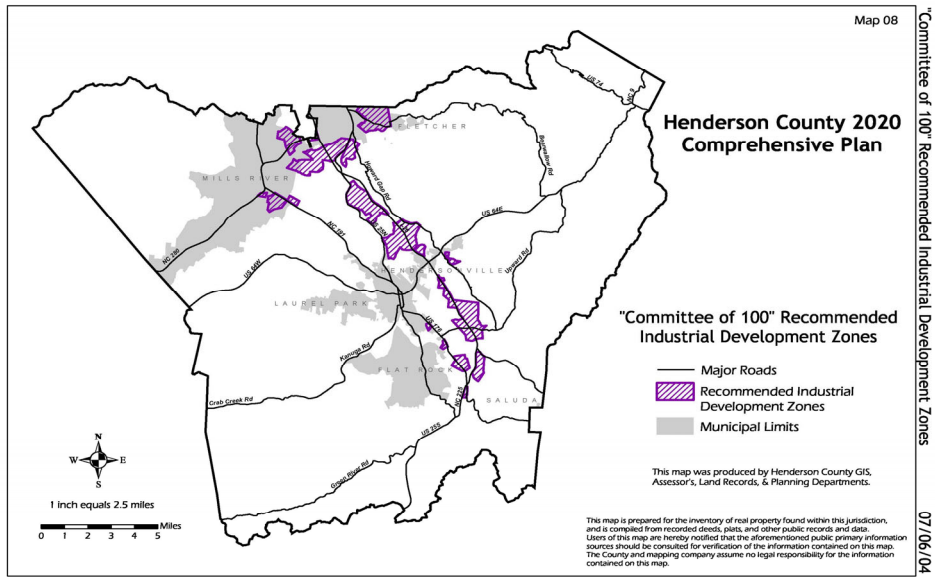 Map 08
"Committee of 100" Recommended Industrial Development Zones 07/06/04
Henderson County 2020
Comprehensive Plan
US 74
NC 9
FLETCHER
Howard Gap Rd
Bearwallow Rd
MILLS RIVER
US 64E
NC 191
US 25N
I-26
NC 280
US 64W
Upward Rd
HENDERSONVILLE
LAUREL PARK
US 176
Kanuga Rd
FLAT ROCK
Crab Creek Rd
NC 225
SALUDA
US 25S
Green River Rd
"Committee of 100" Recommended
Industrial Development Zones
Major Roads
Recommended Industrial
Development Zones
Municipal Limits
N
W E
S
1 inch equals 2.5 miles
Miles
0 1 2 3 4 5
This map was produced by Henderson County GIS,
Assessor's, Land Records, & Planning Departments.
This map is prepared for the inventory of real property found within this jurisdiction,
and is compiled from recorded deeds, plats, and other public records and data.
Users of this map are hereby notified that the aforementioned public primary information
sources should be consulted for verification of the information contained on this map.
The County and mapping company assume no legal responsibility for the information
contained on this map.